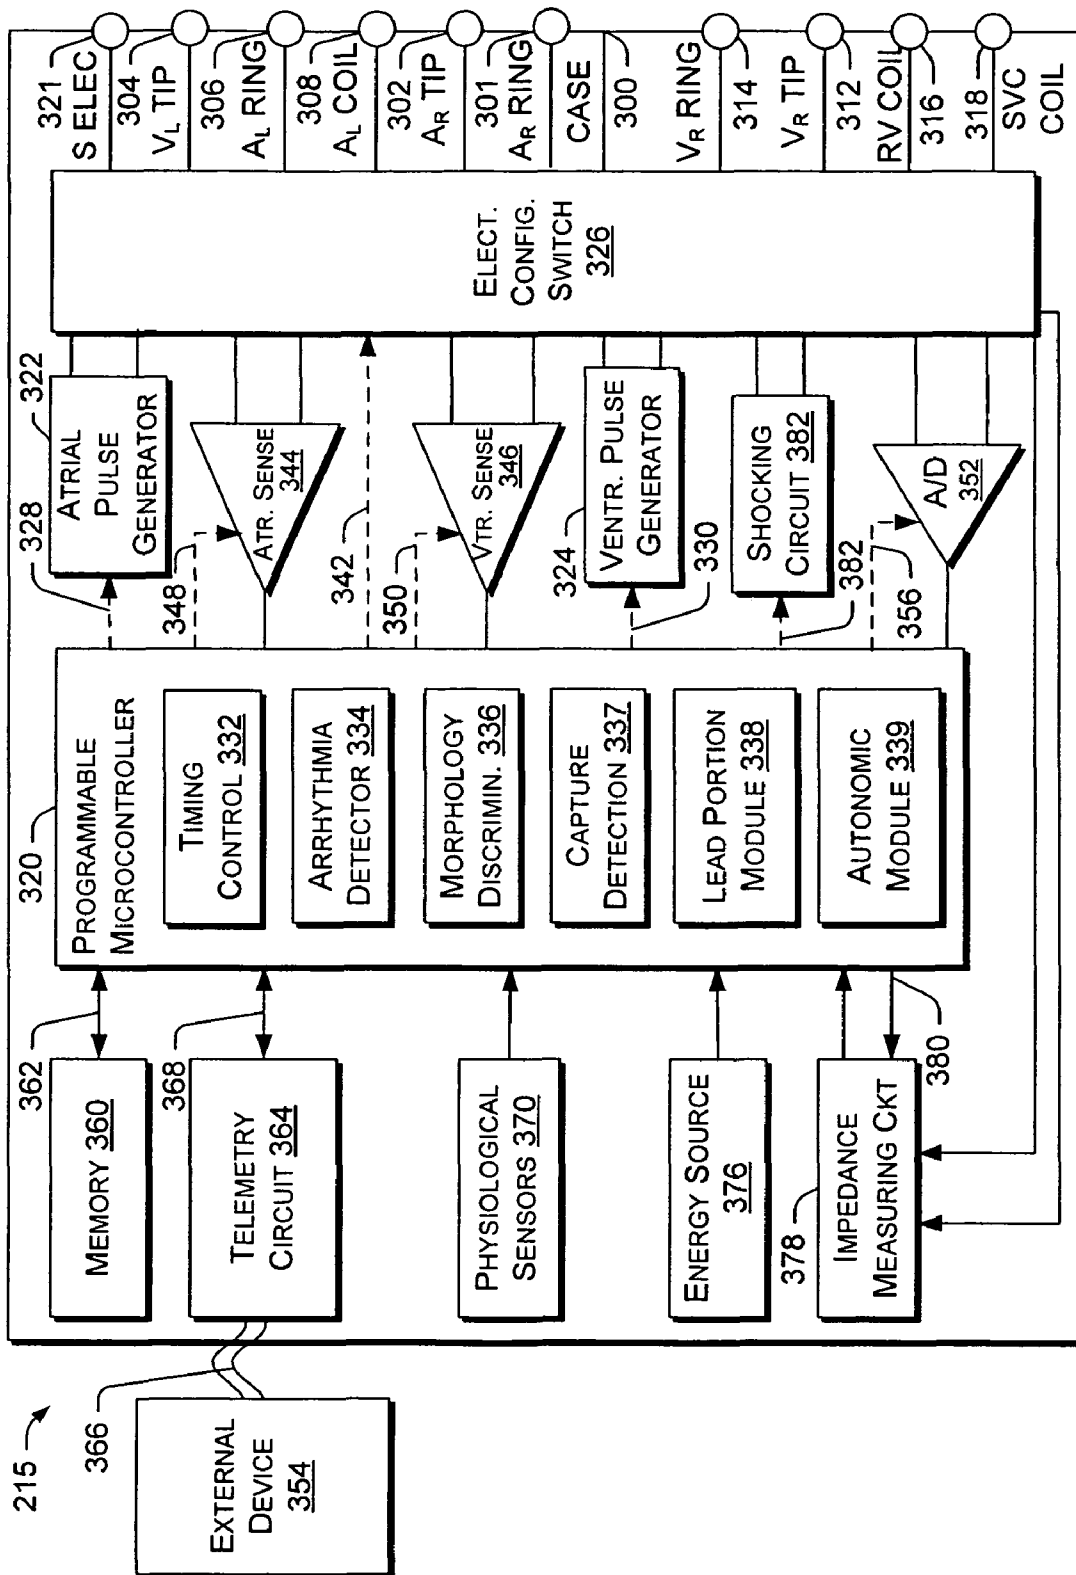 215
EXTERNAL
DEVICE
354
366
MEMORY 360
362
TELEMETRY
CIRCUIT 364
368
PHYSIOLOGICAL
SENSORS 370
ENERGY SOURCE
376
378
IMPEDANCE
MEASURING CKT
380
320
PROGRAMMABLE
MICROCONTROLLER
TIMING
CONTROL 332
ARRHYTHMIA
DETECTOR 334
MORPHOLOGY
DISCRIMIN. 336
CAPTURE
DETECTION 337
LEAD PORTION
MODULE 338
AUTONOMIC
MODULE 339
328
322
ATRIAL
PULSE
GENERATOR
348
ATR. SENSE
344
342
350
VTR. SENSE
346
324
VENTR. PULSE
GENERATOR
330
SHOCKING
CIRCUIT 382
382
356
A/D
352
ELECT.
CONFIG.
SWITCH
326
321
S ELEC
304
VL TIP
306
AL RING
308
AL COIL
302
AR TIP
301
AR RING
CASE
300
VR RING
314
VR TIP
312
RV COIL
316
318
SVC
COIL